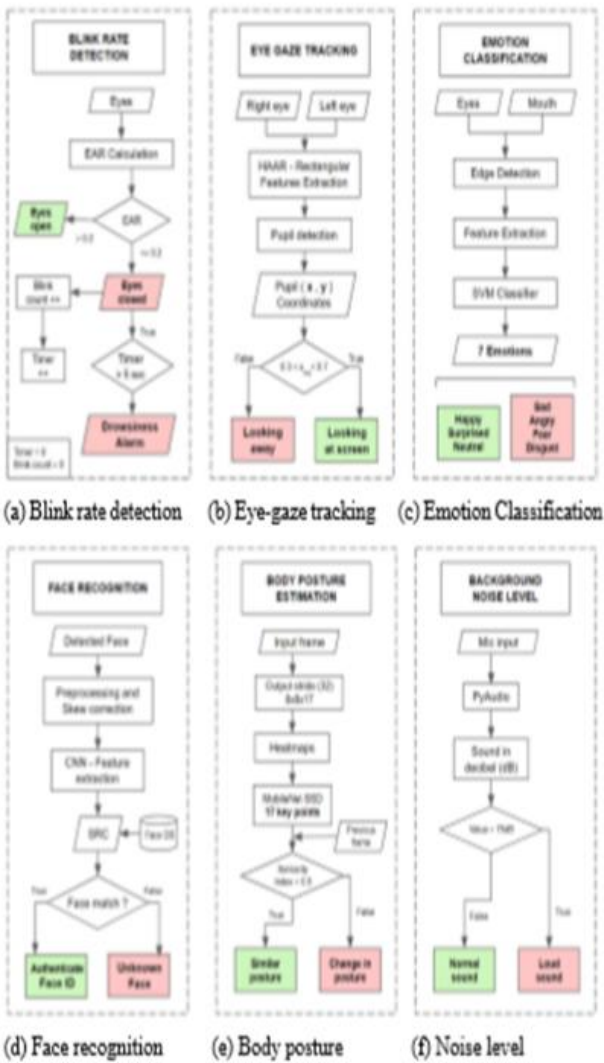 BLINK RATE
DETECTION
Eyes
EAR Calculation
EAR
Eyes
open
Eyes
closed
Blink
count ++
True
Timer
++
Timer
Drowsiness
Alarm
(a) Blink rate detection
EYE GAZE TRACKING
Right eye
Left eye
HAAR - Rectangular
Features Extraction
Pupil detection
Pupil ( x , y )
Coordinates
False
True
Looking
away
Looking
at screen
(b) Eye-gaze tracking
EMOTION
CLASSIFICATION
Eyes
Mouth
Edge Detection
Feature Extraction
SVM Classifier
7 Emotions
Happy
Surprised
Neutral
Sad
Angry
Fear
Disgust
(c) Emotion Classification
FACE RECOGNITION
Detected Face
Preprocessing and
Skew correction
CNN - Feature
extraction
Face DB
Face match ?
True
False
Authenticate
Face ID
Unknown
Face
(d) Face recognition
BODY POSTURE
ESTIMATION
Input frame
Output stride (32)
Heatmaps
MobileNet SSD
17 key points
Previous
frame
True
False
Similar
posture
Change in
posture
(e) Body posture
BACKGROUND
NOISE LEVEL
Mic input
PyAudio
Sound in
decibel (dB)
False
True
Normal
sound
Loud
sound
(f) Noise level